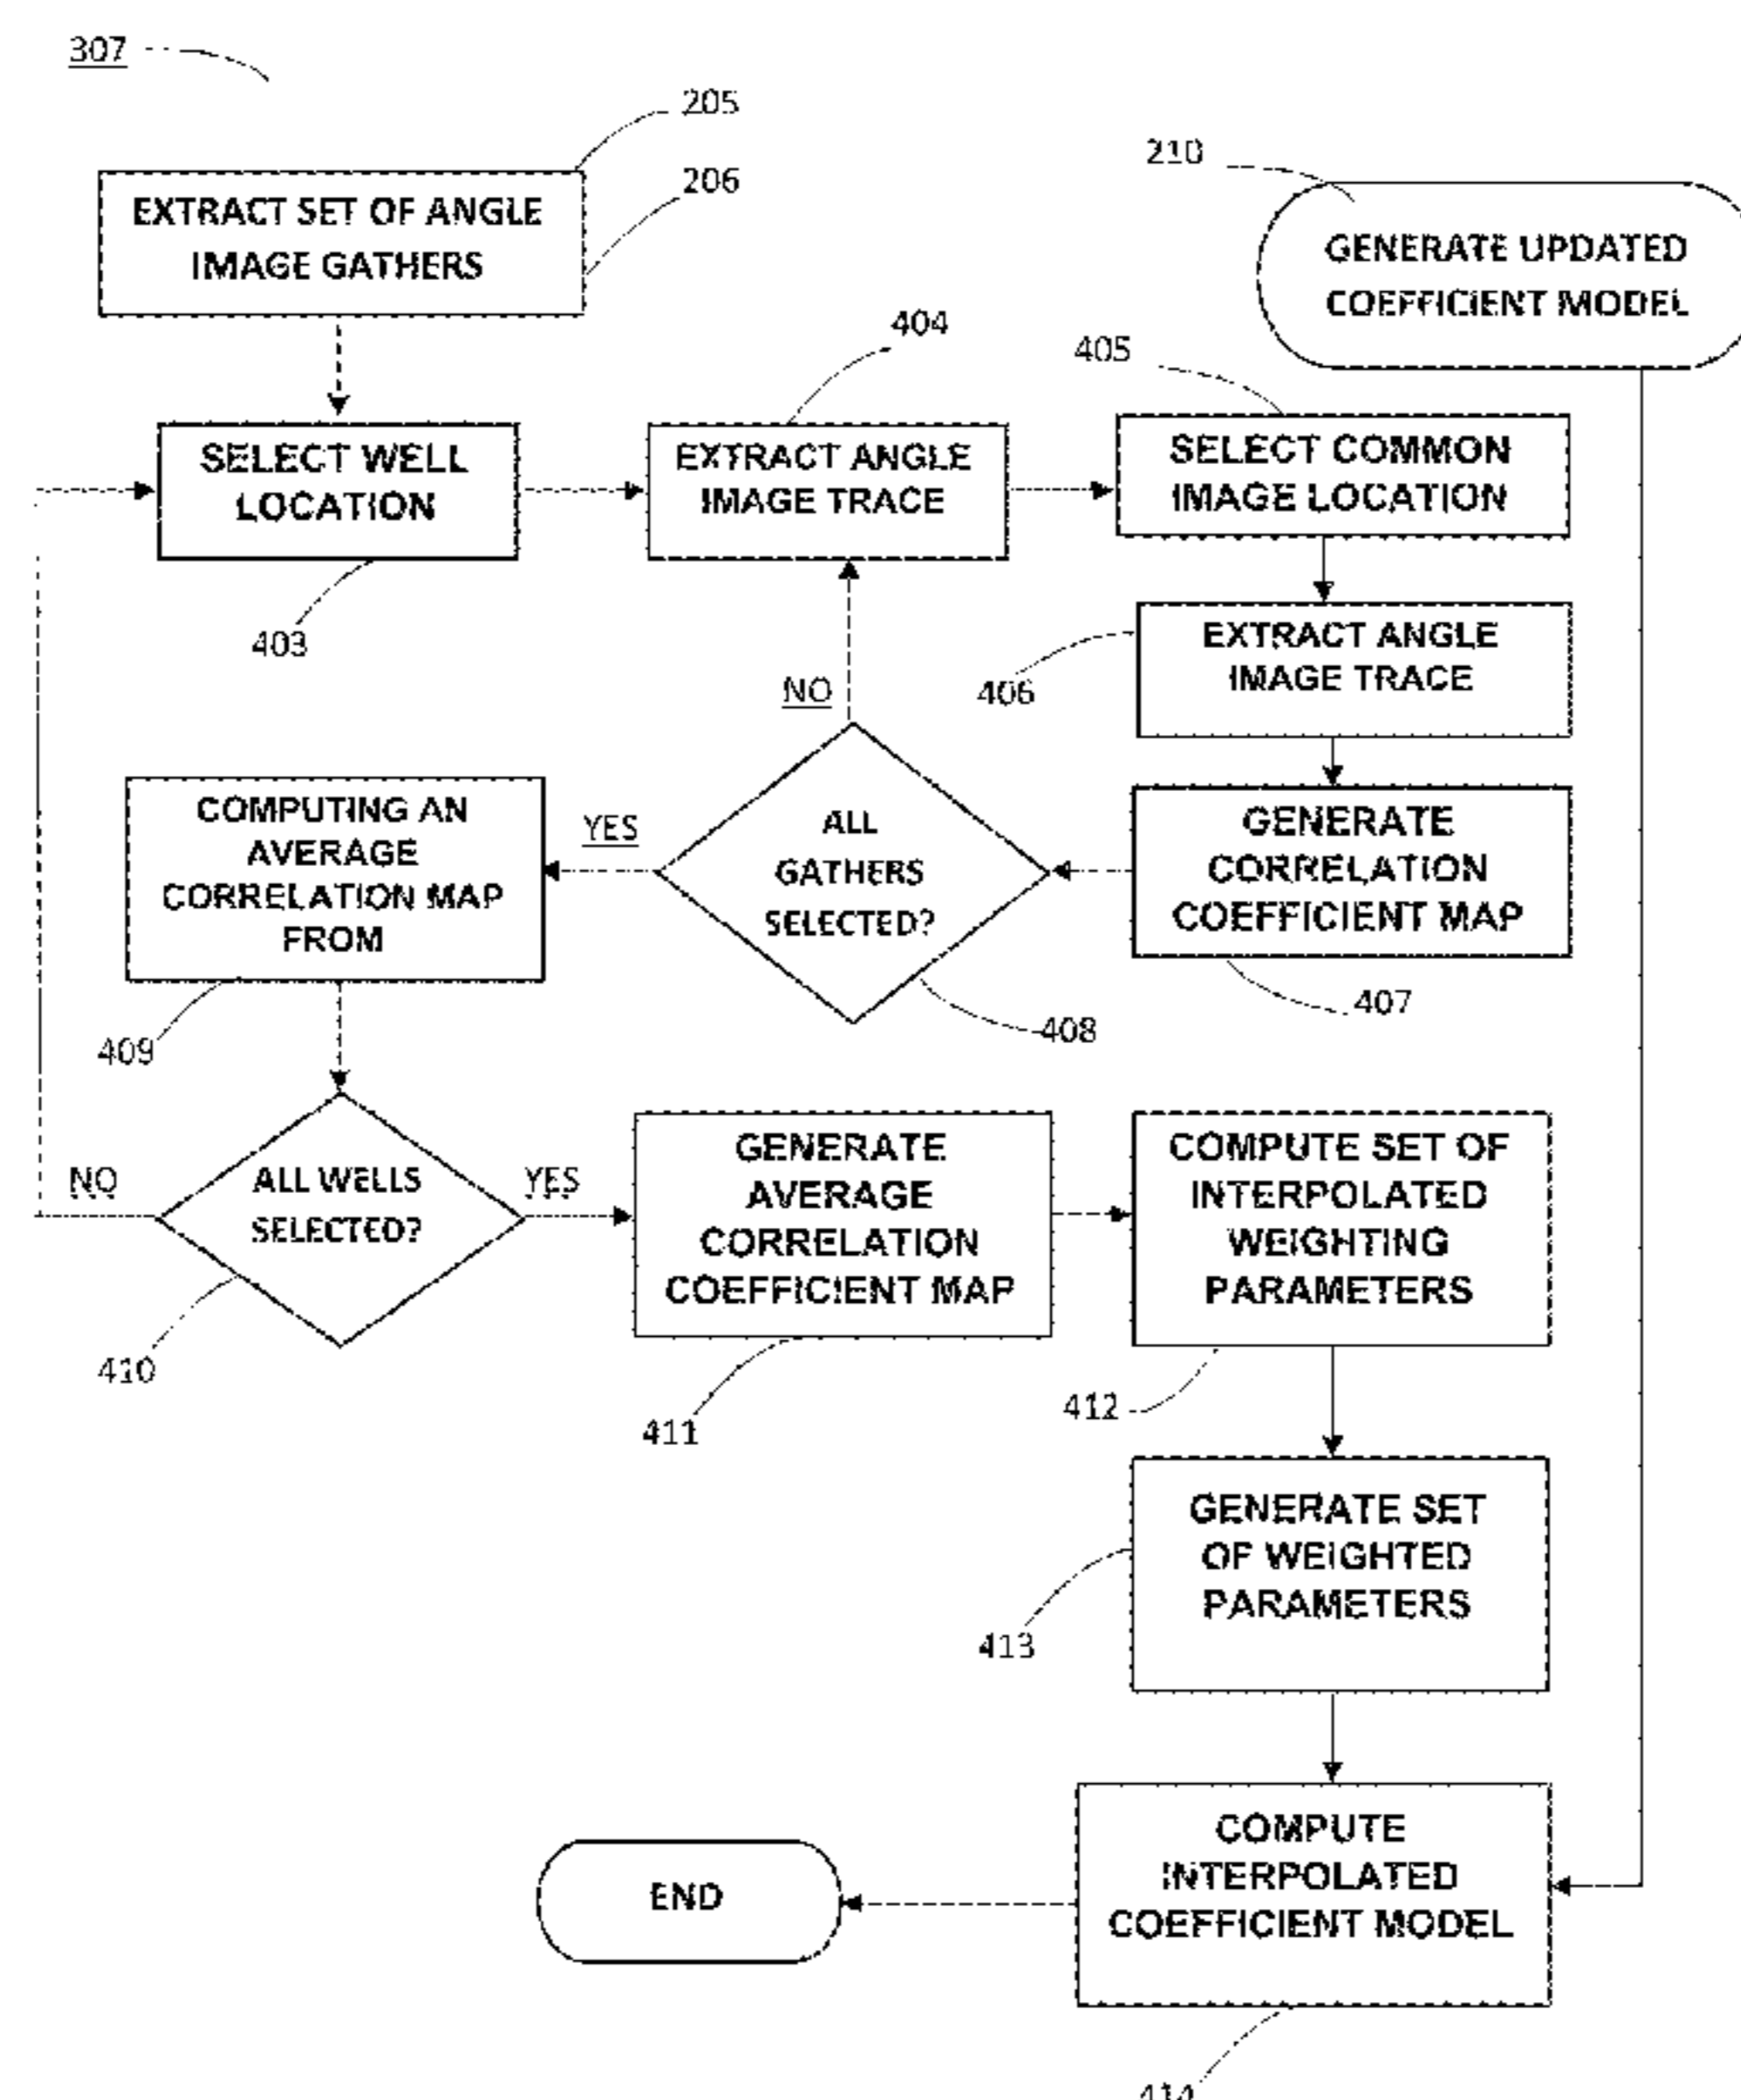 307
205
206
210
EXTRACT SET OF ANGLE
IMAGE GATHERS
GENERATE UPDATED
COEFFICIENT MODEL
404
405
SELECT WELL
LOCATION
EXTRACT ANGLE
IMAGE TRACE
SELECT COMMON
IMAGE LOCATION
403
EXTRACT ANGLE
IMAGE TRACE
406
NO
COMPUTING AN
AVERAGE
CORRELATION MAP
FROM
YES
ALL
GATHERS
SELECTED?
GENERATE
CORRELATION
COEFFICIENT MAP
407
408
409
NO
ALL WELLS
SELECTED?
YES
GENERATE
AVERAGE
CORRELATION
COEFFICIENT MAP
COMPUTE SET OF
INTERPOLATED
WEIGHTING
PARAMETERS
410
411
412
GENERATE SET
OF WEIGHTED
PARAMETERS
413
COMPUTE
INTERPOLATED
COEFFICIENT MODEL
END
414